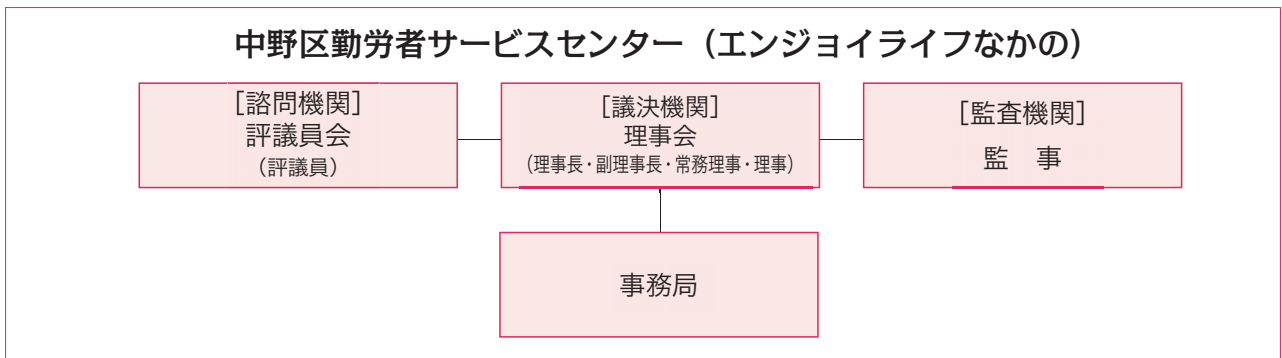 中野区勤労者サービスセンター（エンジョイライフなかの）
［諮問機関］
評議員会
（評議員）
［議決機関］
理事会
（理事長・副理事長・常務理事・理事）
［監査機関］
監　事
事務局